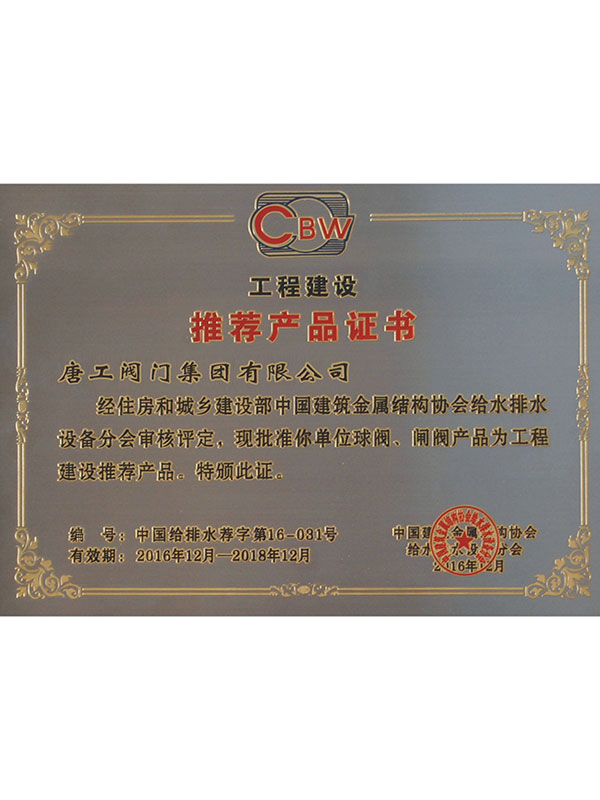 CBW
工程建设
推荐产品证书
唐工阀门集团有限公司
经住房和城乡建设部中国建筑金属结构协会给水排水
设备分会审核评定，现批准你单位球阀、闸阀产品为工程
建设推荐产品。特颁此证。
编 号：中国给排水荐字第16-031号
有效期：2016年12月—2018年12月
中国建 金属 构协会
给水 水设 分会
2016年12月